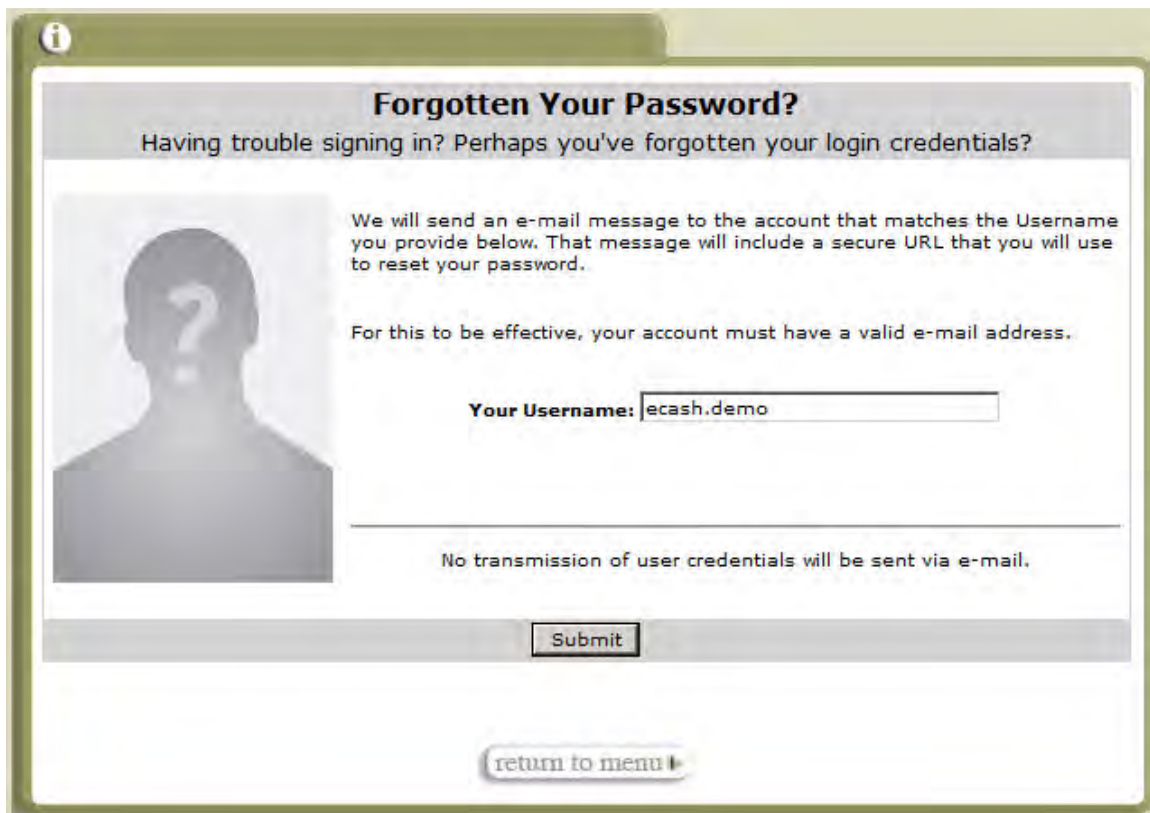 i
Forgotten Your Password?
Having trouble signing in? Perhaps you've forgotten your login credentials?
We will send an e-mail message to the account that matches the Username
you provide below. That message will include a secure URL that you will use
to reset your password.
For this to be effective, your account must have a valid e-mail address.
Your Username: ecash.demo
No transmission of user credentials will be sent via e-mail.
Submit
return to menu